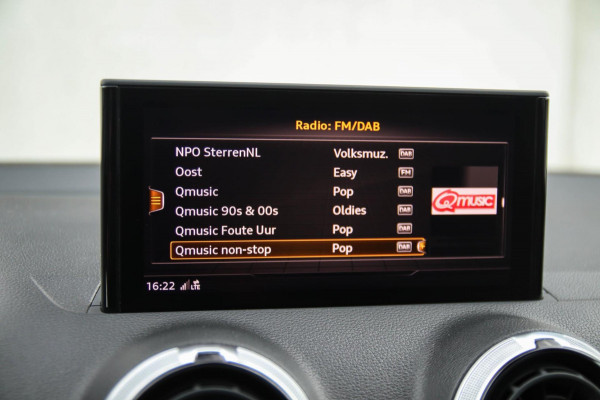 Radio: FM/DAB
NPO SterrenNL Volksmuz. DAB
Oost Easy FM
Qmusic Pop DAB
Qmusic 90s & 00s Oldies DAB
Qmusic Foute Uur Pop DAB
Qmusic non-stop Pop DAB
Qmusic
16:22 LTE